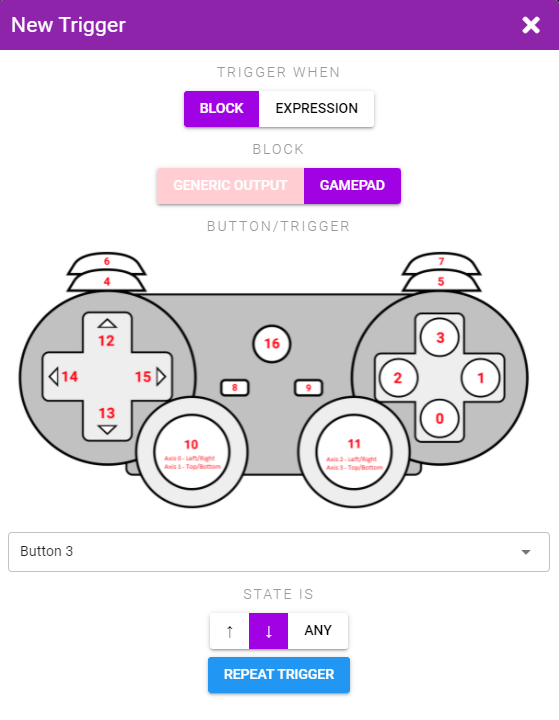 New Trigger
TRIGGER WHEN
BLOCK EXPRESSION
BLOCK
GENERIC OUTPUT GAMEPAD
BUTTON/TRIGGER
6 7
4 5
12 16 3
14 15 2 1
8 9
13 0
10 11
Axis 0 - Left/Right Axis 2 - Left/Right
Axis 1 - Top/Bottom Axis 3 - Top/Bottom
Button 3
STATE IS
↑ ↓ ANY
REPEAT TRIGGER